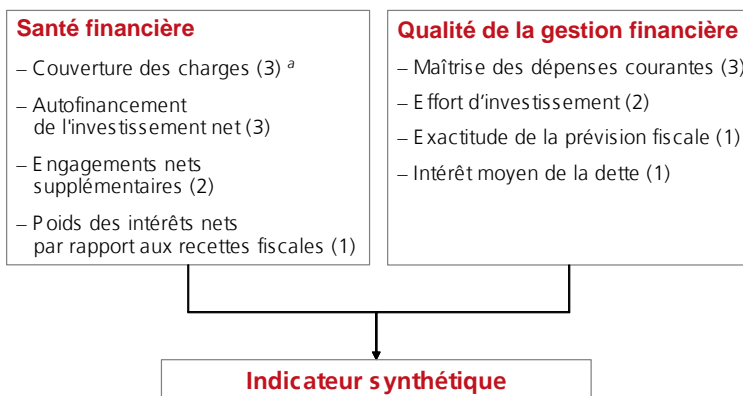 Santé financière
– Couverture des charges (3) a
– Autofinancement
de l'investissement net (3)
– Engagements nets
supplémentaires (2)
– Poids des intérêts nets
par rapport aux recettes fiscales (1)
Qualité de la gestion financière
– Maîtrise des dépenses courantes (3)
– Effort d'investissement (2)
– Exactitude de la prévision fiscale (1)
– Intérêt moyen de la dette (1)
Indicateur synthétique